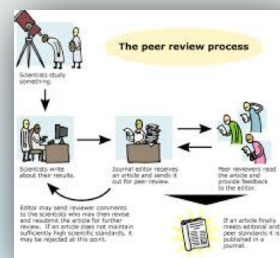 The peer review process
Scientists study
something.
Scientists write
about their results.
Journal editor receives
an article and sends it
out for peer review.
Peer reviewers read
the article and
provide feedback
to the editor.
Editor may send reviewer comments
to the scientists who may then revise
and resubmit the article for further
review. If an article does not maintain
sufficiently high scientific standards, it
may be rejected at this point.
If an article finally
meets editorial and
peer standards it is
published in a
journal.